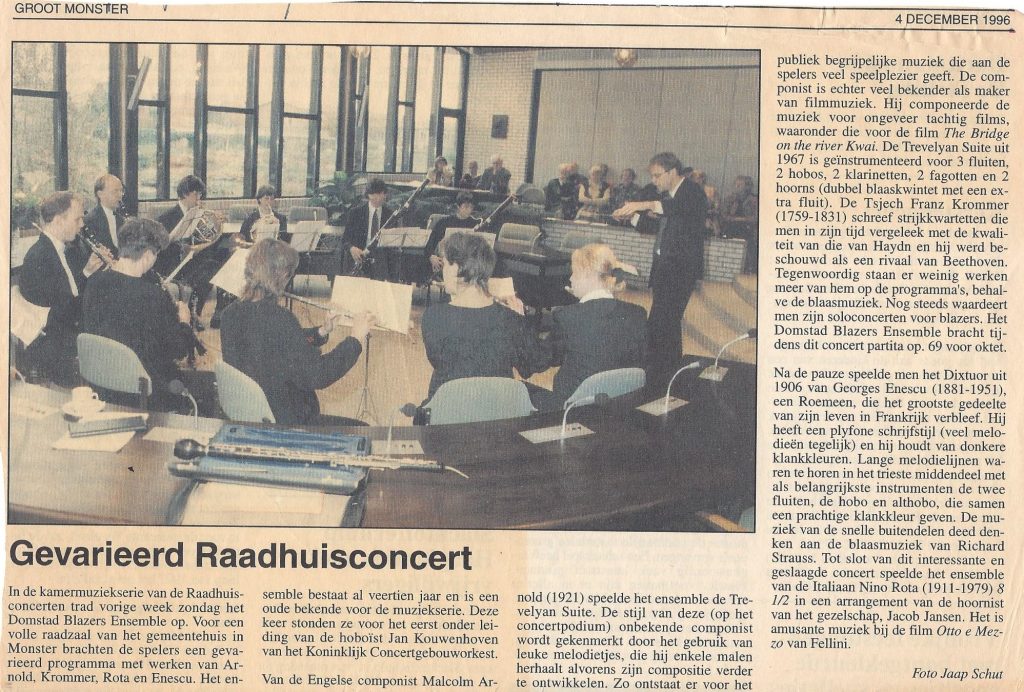 GROOT MONSTER
4 DECEMBER 1996
Gevarieerd Raadhuisconcert
In de kamermuziekserie van de Raadhuis-
concerten trad vorige week zondag het
Domstad Blazers Ensemble op. Voor een
volle raadzaal van het gemeentehuis in
Monster brachten de spelers een geva-
rieerd programma met werken van Ar-
nold, Krommer, Rota en Enescu. Het en-
semble bestaat al veertien jaar en is een
oude bekende voor de muziekserie. Deze
keer stonden ze voor het eerst onder lei-
ding van de hoboïst Jan Kouwenhoven
van het Koninklijk Concertgebouworkest.
Van de Engelse componist Malcolm Ar-
nold (1921) speelde het ensemble de Tre-
velyan Suite. De stijl van deze (op het
concertpodium) onbekende componist
wordt gekenmerkt door het gebruik van
leuke melodietjes, die hij enkele malen
herhaalt alvorens zijn compositie verder
te ontwikkelen. Zo ontstaat er voor het
publiek begrijpelijke muziek die aan de
spelers veel speelplezier geeft. De com-
ponist is echter veel bekender als maker
van filmmuziek. Hij componeerde de
muziek voor ongeveer tachtig films,
waaronder die voor de film The Bridge
on the river Kwai. De Trevelyan Suite uit
1967 is geïnstrumenteerd voor 3 fluiten,
2 hobos, 2 klarinetten, 2 fagotten en 2
hoorns (dubbel blaaskwintet met een ex-
tra fluit). De Tsjech Franz Krommer
(1759-1831) schreef strijkkwartetten die
men in zijn tijd vergeleek met de kwali-
teit van die van Haydn en hij werd be-
schouwd als een rivaal van Beethoven.
Tegenwoordig staan er weinig werken
meer van hem op de programma's, behal-
ve de blaasmuziek. Nog steeds waardeert
men zijn soloconcerten voor blazers. Het
Domstad Blazers Ensemble bracht tij-
dens dit concert partita op. 69 voor oktet.
Na de pauze speelde men het Dixtuor uit
1906 van Georges Enescu (1881-1951),
een Roemeen, die het grootste gedeelte
van zijn leven in Frankrijk verbleef. Hij
heeft een plyfone schrijfstijl (veel melo-
dieën tegelijk) en hij houdt van donkere
klankkleuren. Lange melodielijnen wa-
ren te horen in het trieste middendeel met
als belangrijkste instrumenten de twee
fluiten, de hobo en althobo, die samen
een prachtige klankkleur geven. De mu-
ziek van de snelle buitendelen deed den-
ken aan de blaasmuziek van Richard
Strauss. Tot slot van dit interessante en
geslaagde concert speelde het ensemble
van de Italiaan Nino Rota (1911-1979) 8
1/2 in een arrangement van de hoornist
van het gezelschap, Jacob Jansen. Het is
amusante muziek bij de film Otto e Mez-
zo van Fellini.
Foto Jaap Schut